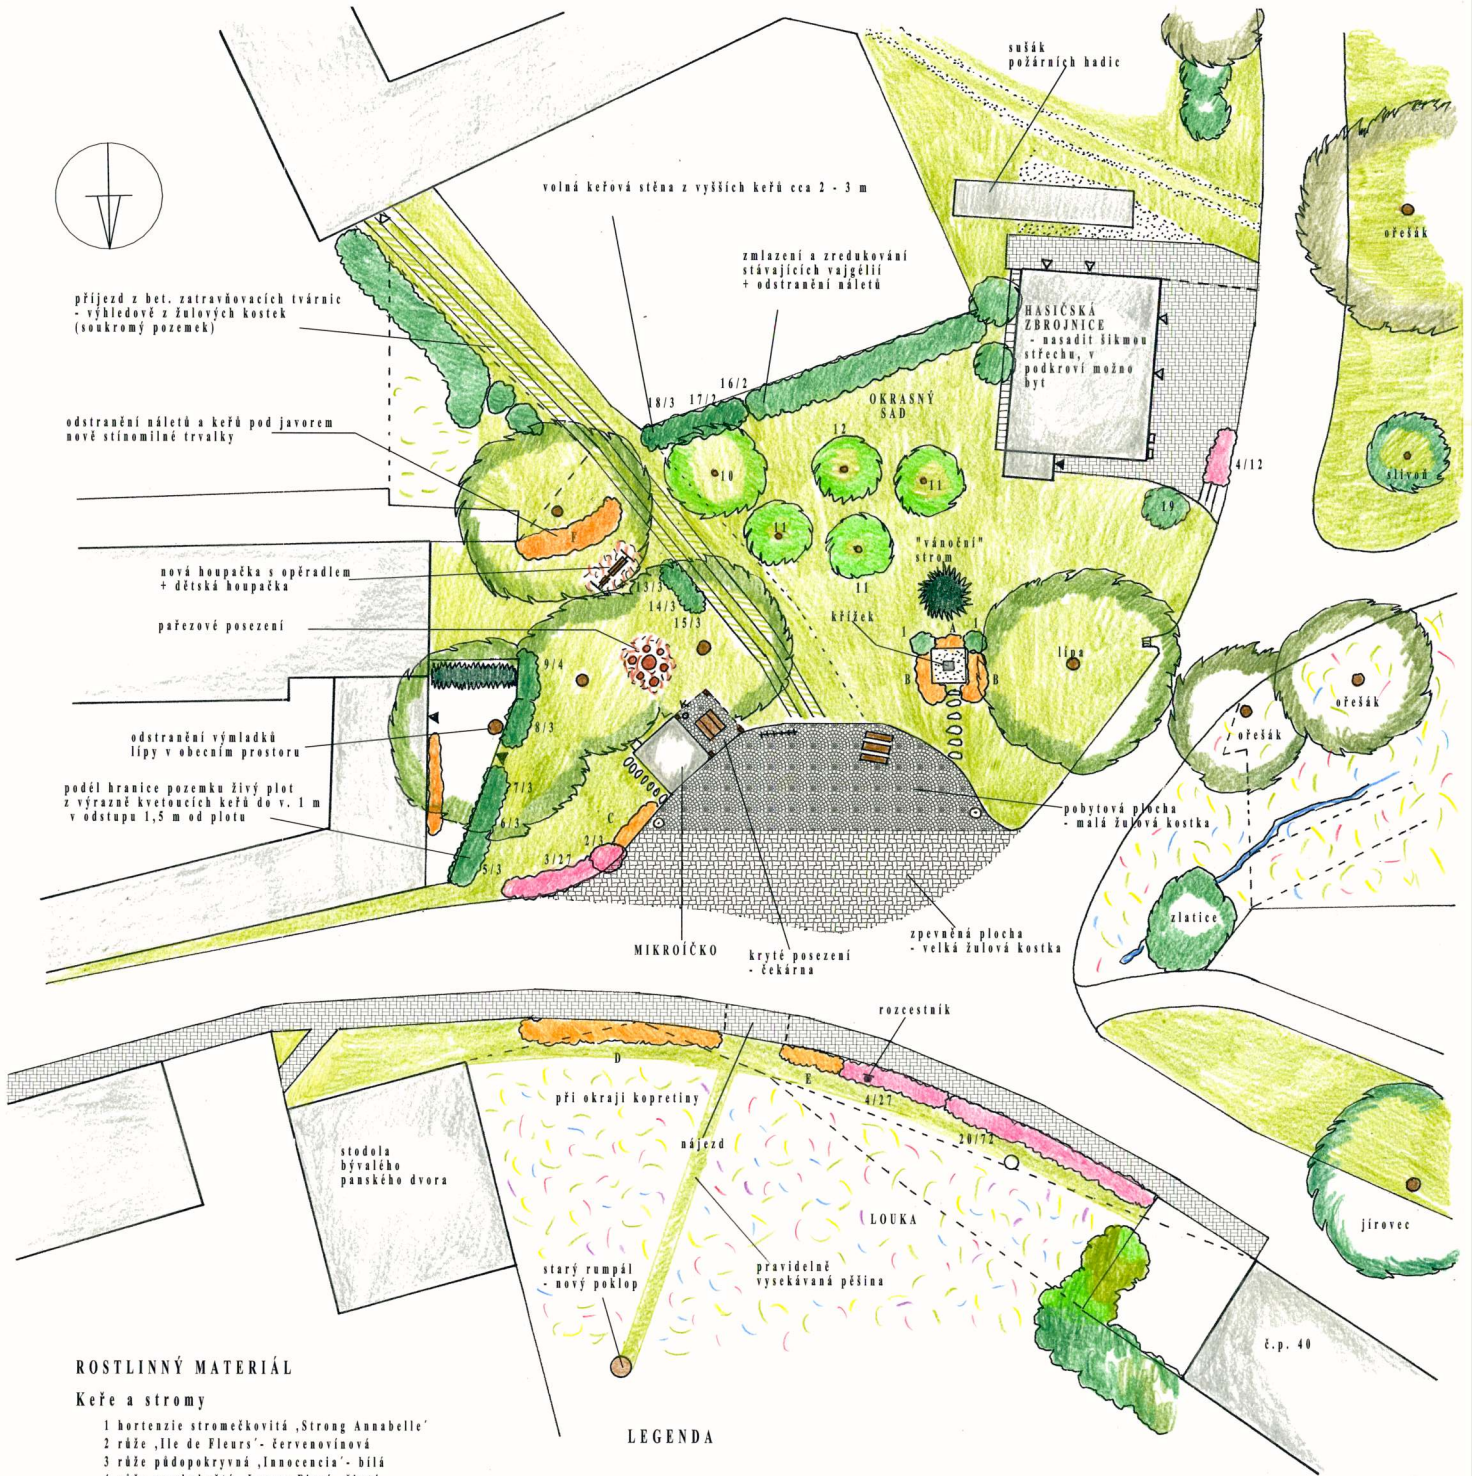 sušák
požárních hadic
volná keřová stěna z vyšších keřů cca 2 - 3 m
ořešák
zmlazení a zredukování
stávajících vajgélií
+ odstranění náletů
příjezd z bet. zatravňovacích tvárnic
- výhledově z žulových kostek
(soukromý pozemek)
HASIČSKÁ
ZBROJNICE
- nasadit šikmou
střechu, v
podkroví možno
byt
16/2
17/2
18/3
OKRASNÝ
SAD
odstranění náletů a keřů pod javorem
nově stínomilné trvalky
12
10
11
4/12
slivoň
19
F
11
"vánoční"
strom
11
nová houpačka s opěradlem
+ dětská houpačka
13/3
14/3
15/3
křížek
pařezové posezení
1
A
1
lípa
9/4
B
B
ořešák
ořešák
8/3
odstranění výmladků
lípy v obecním prostoru
podél hranice pozemku živý plot
z výrazně kvetoucích keřů do v. 1 m
v odstupu 1,5 m od plotu
7/3
6/3
5/3
C
2/3
3/27
pobytová plocha
- malá žulová kostka
zlatice
zpevněná plocha
- velká žulová kostka
MIKROÍČKO
kryté posezení
- čekárna
rozcestník
D
E
4/27
při okraji kopretiny
nájezd
20/72
stodola
bývalého
panského dvora
LOUKA
jírovec
starý rumpál
- nový poklop
pravidelně
vysekávaná pěšina
č.p. 40
ROSTLINNÝ MATERIÁL
Keře a stromy
1 hortenzie stromečkovitá ,Strong Annabelle´
2 růže ,Ile de Fleurs´- červenovínová
3 růže půdopokryvná ,Innocencia´- bílá
LEGENDA